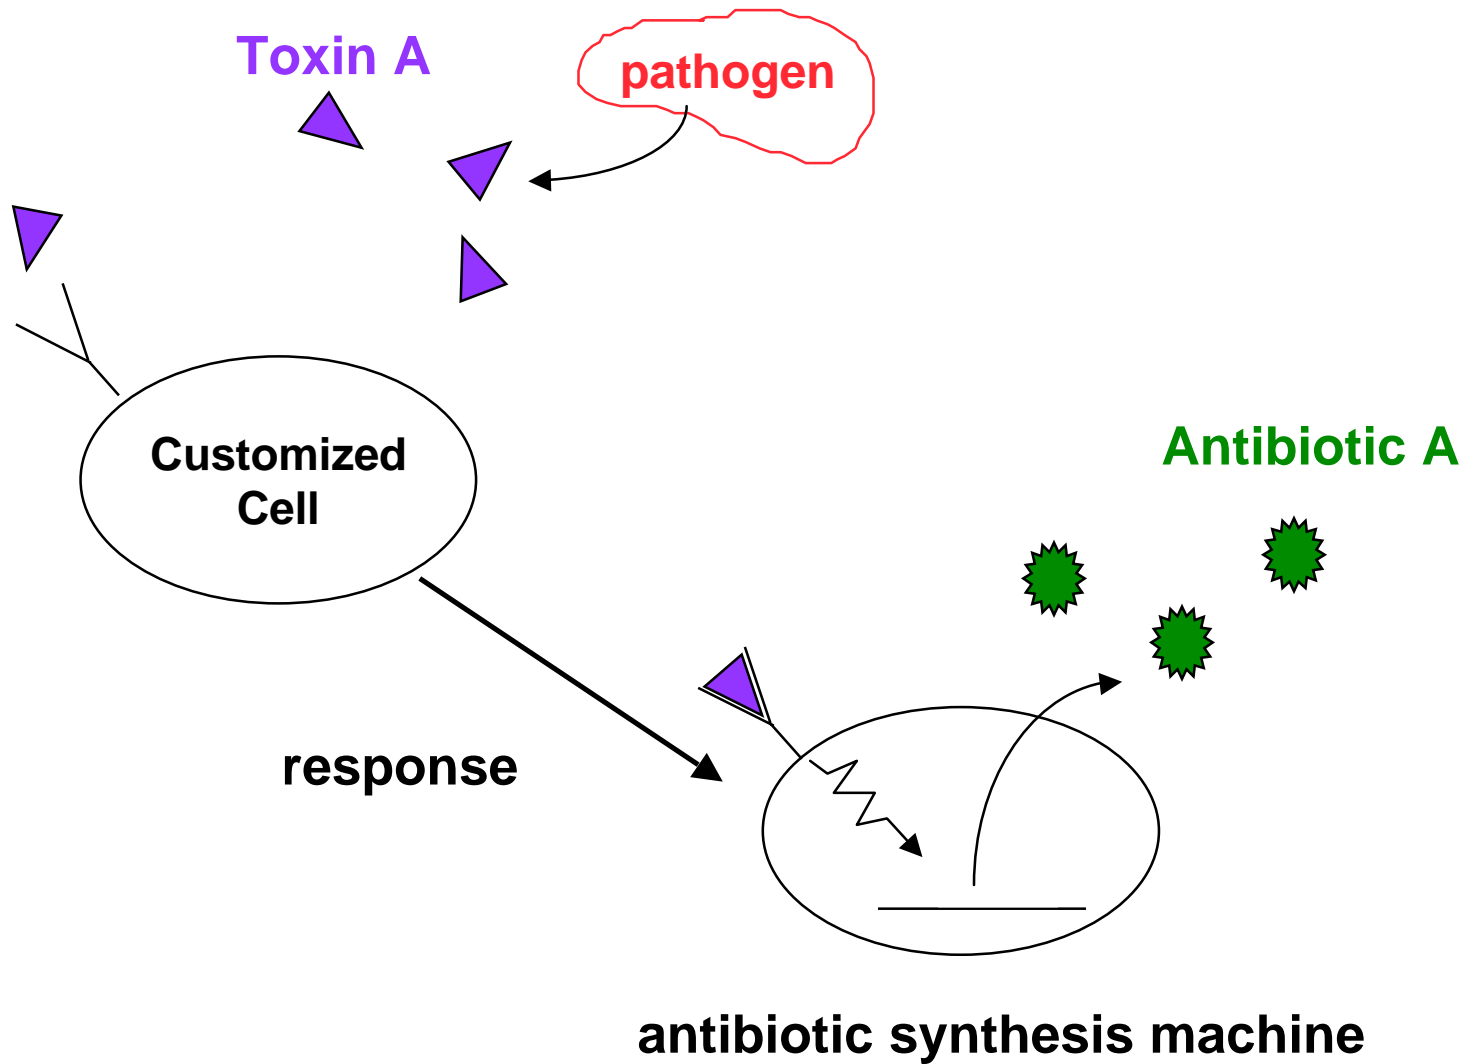 Toxin A
pathogen
Customized
Cell
Antibiotic A
response
antibiotic synthesis machine